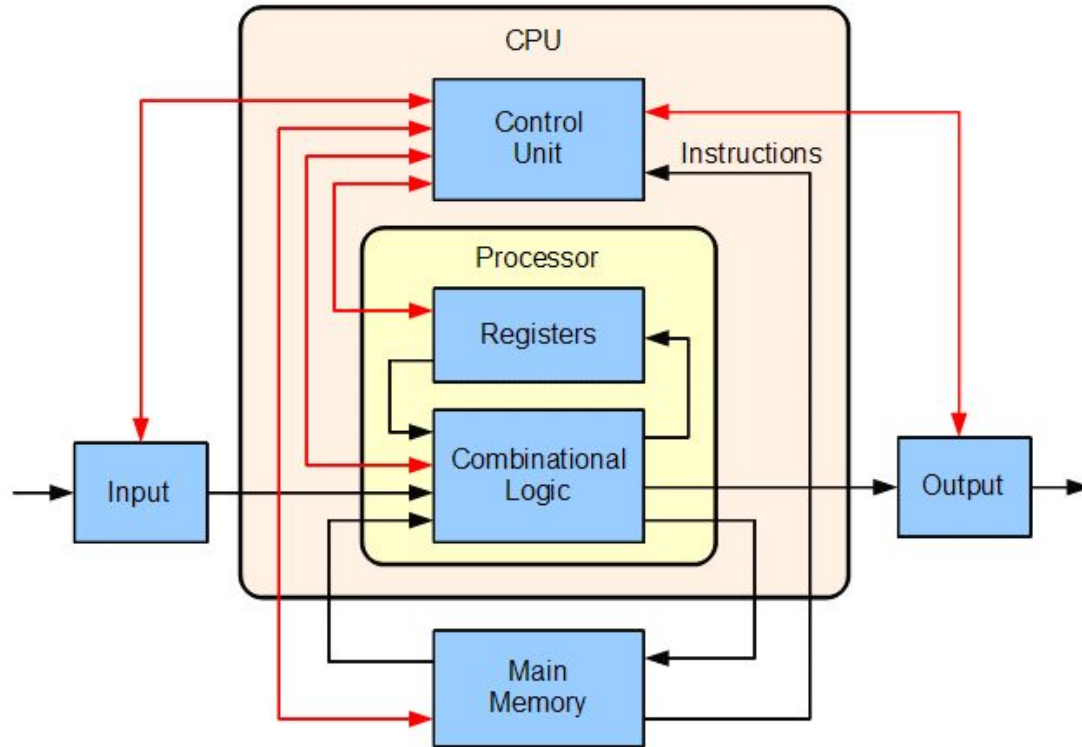 CPU
Control
Unit
Instructions
Processor
Registers
Combinational
Logic
Input
Output
Main
Memory